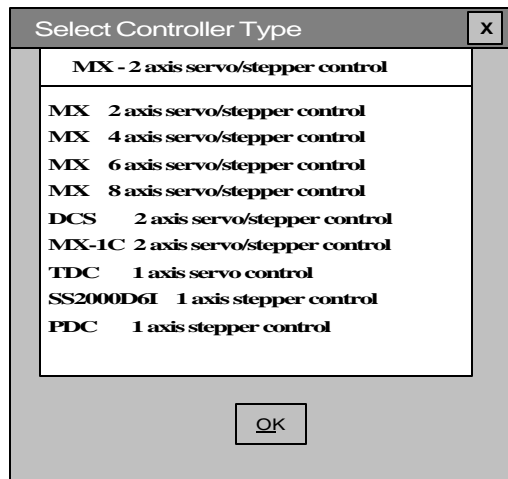 Select Controller Type X
MX - 2 axis servo/stepper control
MX 2 axis servo/stepper control
MX 4 axis servo/stepper control
MX 6 axis servo/stepper control
MX 8 axis servo/stepper control
DCS 2 axis servo/stepper control
MX-1C 2 axis servo/stepper control
TDC 1 axis servo control
SS2000D6I 1 axis stepper control
PDC 1 axis stepper control
OK